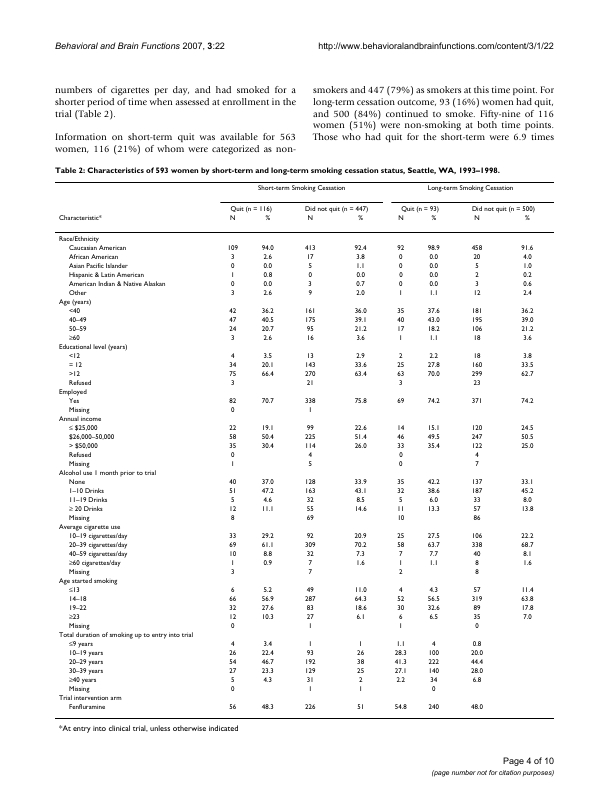 Behavioral and Brain Functions 2007, 3:22 http://www.behavioralandbrainfunctions.com/content/3/1/22
numbers of cigarettes per day, and had smoked for a
shorter period of time when assessed at enrollment in the
trial (Table 2).
Information on short-term quit was available for 563
women, 116 (21%) of whom were categorized as non-
smokers and 447 (79%) as smokers at this time point. For
long-term cessation outcome, 93 (16%) women had quit,
and 500 (84%) continued to smoke. Fifty-nine of 116
women (51%) were non-smoking at both time points.
Those who had quit for the short-term were 6.9 times
Table 2: Characteristics of 593 women by short-term and long-term smoking cessation status, Seattle, WA, 1993–1998.
Short-term Smoking Cessation Long-term Smoking Cessation
Quit (n = 116) Did not quit (n = 447) Quit (n = 93) Did not quit (n = 500)
Characteristic* N % N % N % N %
Race/Ethnicity
Caucasian American 109 94.0 413 92.4 92 98.9 458 91.6
African American 3 2.6 17 3.8 0 0.0 20 4.0
Asian Pacific Islander 0 0.0 5 1.1 0 0.0 5 1.0
Hispanic & Latin American 1 0.8 0 0.0 0 0.0 2 0.2
American Indian & Native Alaskan 0 0.0 3 0.7 0 0.0 3 0.6
Other 3 2.6 9 2.0 1 1.1 12 2.4
Age (years)
<40 42 36.2 161 36.0 35 37.6 181 36.2
40–49 47 40.5 175 39.1 40 43.0 195 39.0
50–59 24 20.7 95 21.2 17 18.2 106 21.2
≥60 3 2.6 16 3.6 1 1.1 18 3.6
Educational level (years)
<12 4 3.5 13 2.9 2 2.2 18 3.8
= 12 34 20.1 143 33.6 25 27.8 160 33.5
>12 75 66.4 270 63.4 63 70.0 299 62.7
Refused 3 21 3 23
Employed
Yes 82 70.7 338 75.8 69 74.2 371 74.2
Missing 0 1
Annual income
≤ $25,000 22 19.1 99 22.6 14 15.1 120 24.5
$26,000–50,000 58 50.4 225 51.4 46 49.5 247 50.5
> $50,000 35 30.4 114 26.0 33 35.4 122 25.0
Refused 0 4 0 4
Missing 1 5 0 7
Alcohol use 1 month prior to trial
None 40 37.0 128 33.9 35 42.2 137 33.1
1–10 Drinks 51 47.2 163 43.1 32 38.6 187 45.2
11–19 Drinks 5 4.6 32 8.5 5 6.0 33 8.0
≥ 20 Drinks 12 11.1 55 14.6 11 13.3 57 13.8
Missing 8 69 10 86
Average cigarette use
10–19 cigarettes/day 33 29.2 92 20.9 25 27.5 106 22.2
20–39 cigarettes/day 69 61.1 309 70.2 58 63.7 338 68.7
40–59 cigarettes/day 10 8.8 32 7.3 7 7.7 40 8.1
≥60 cigarettes/day 1 0.9 7 1.6 1 1.1 8 1.6
Missing 3 7 2 8
Age started smoking
≤13 6 5.2 49 11.0 4 4.3 57 11.4
14–18 66 56.9 287 64.3 52 56.5 319 63.8
19–22 32 27.6 83 18.6 30 32.6 89 17.8
≥23 12 10.3 27 6.1 6 6.5 35 7.0
Missing 0 1 1 0
Total duration of smoking up to entry into trial
≤9 years 4 3.4 1 1 1.1 4 0.8
10–19 years 26 22.4 93 26 28.3 100 20.0
20–29 years 54 46.7 192 38 41.3 222 44.4
30–39 years 27 23.3 129 25 27.1 140 28.0
≥40 years 5 4.3 31 2 2.2 34 6.8
Missing 0 1 1 0
Trial intervention arm
Fenfluramine 56 48.3 226 51 54.8 240 48.0
*At entry into clinical trial, unless otherwise indicated
Page 4 of 10
(page number not for citation purposes)